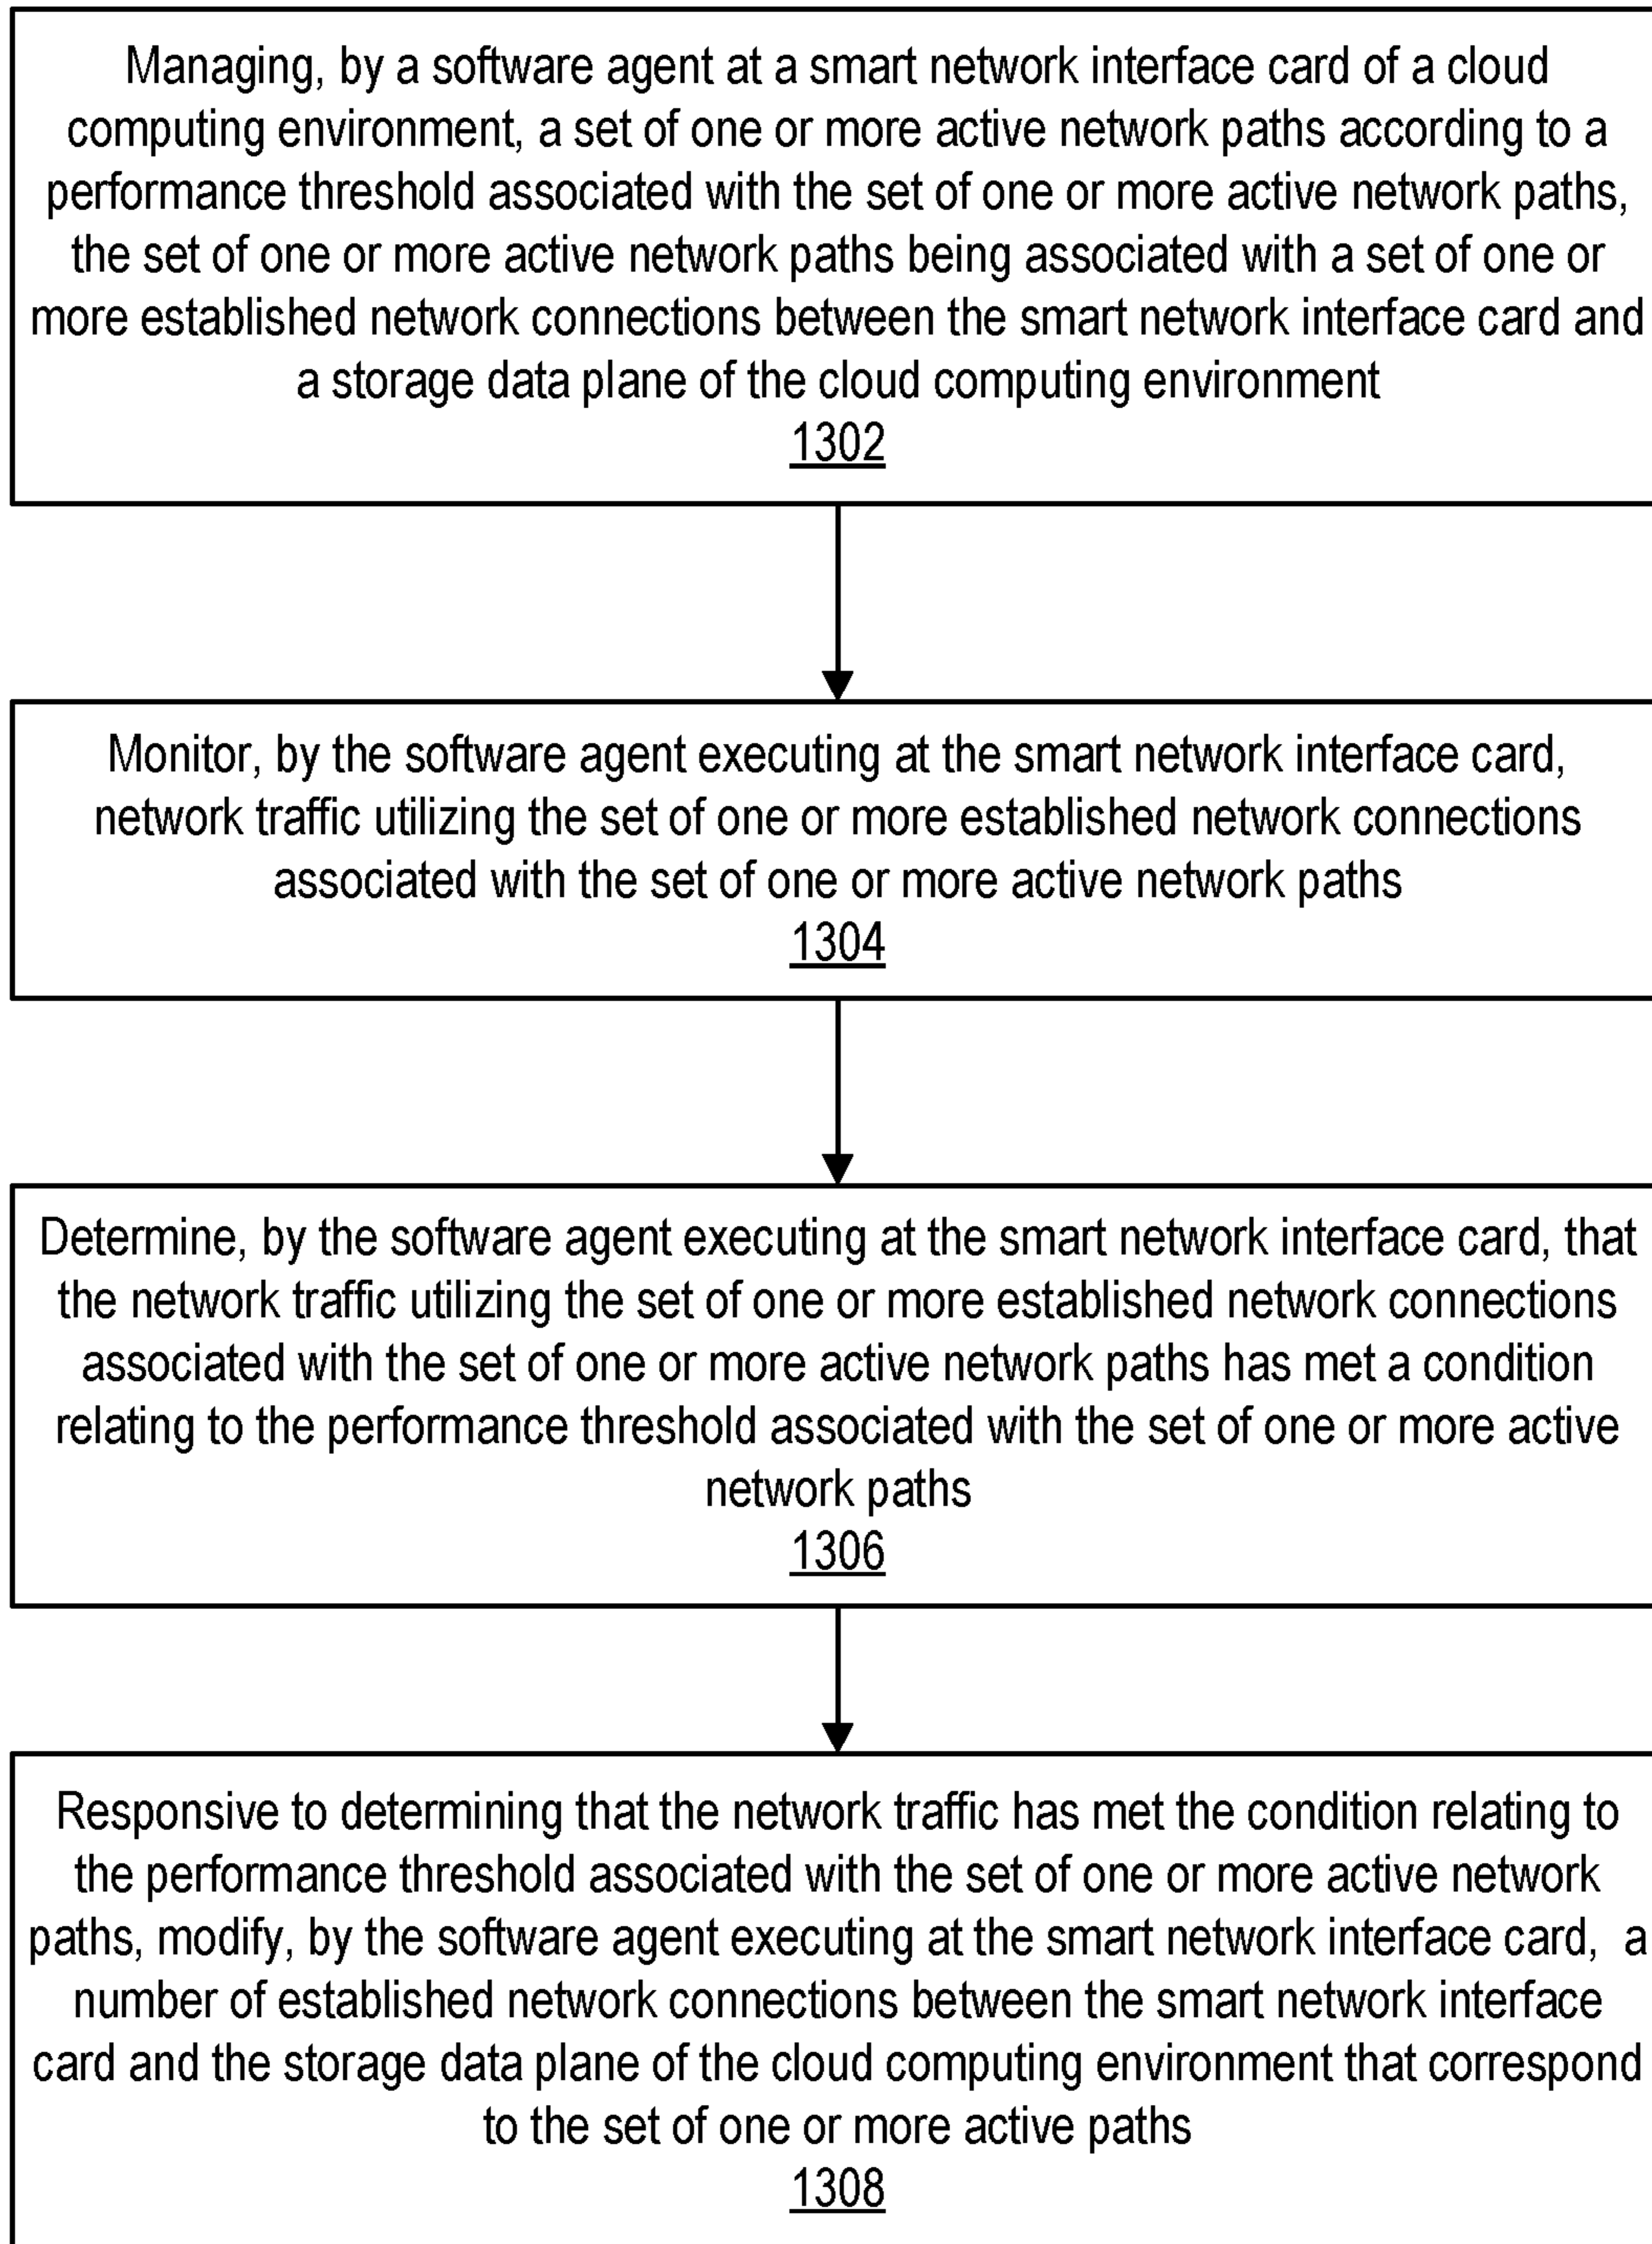 Managing, by a software agent at a smart network interface card of a cloud
computing environment, a set of one or more active network paths according to a
performance threshold associated with the set of one or more active network paths,
the set of one or more active network paths being associated with a set of one or
more established network connections between the smart network interface card and
a storage data plane of the cloud computing environment
1302
Monitor, by the software agent executing at the smart network interface card,
network traffic utilizing the set of one or more established network connections
associated with the set of one or more active network paths
1304
Determine, by the software agent executing at the smart network interface card, that
the network traffic utilizing the set of one or more established network connections
associated with the set of one or more active network paths has met a condition
relating to the performance threshold associated with the set of one or more active
network paths
1306
Responsive to determining that the network traffic has met the condition relating to
the performance threshold associated with the set of one or more active network
paths, modify, by the software agent executing at the smart network interface card, a
number of established network connections between the smart network interface
card and the storage data plane of the cloud computing environment that correspond
to the set of one or more active paths
1308